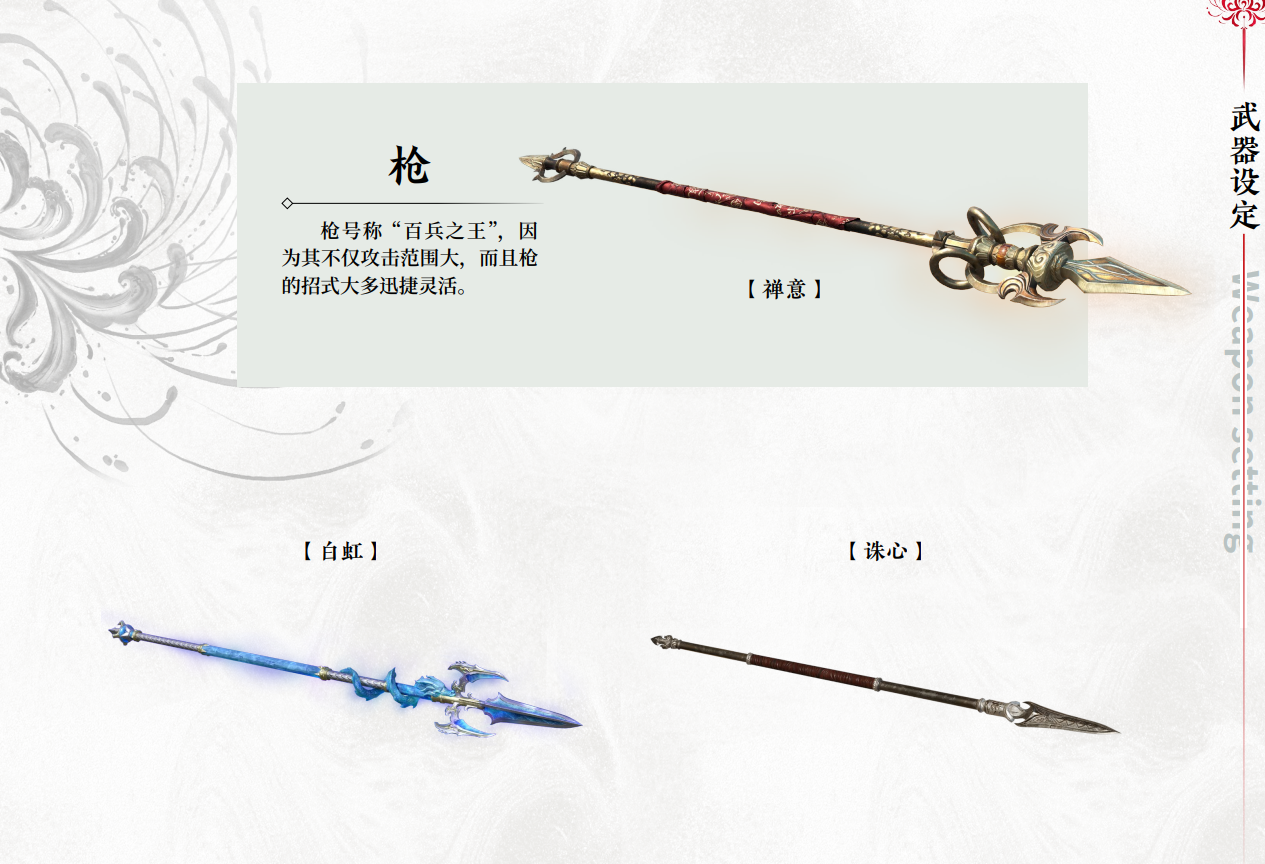 枪
枪号称“百兵之王”，因
为其不仅攻击范围大，而且枪
的招式大多迅捷灵活。
【禅意】
【白虹】
【诛心】
武器设定
Weapon setting